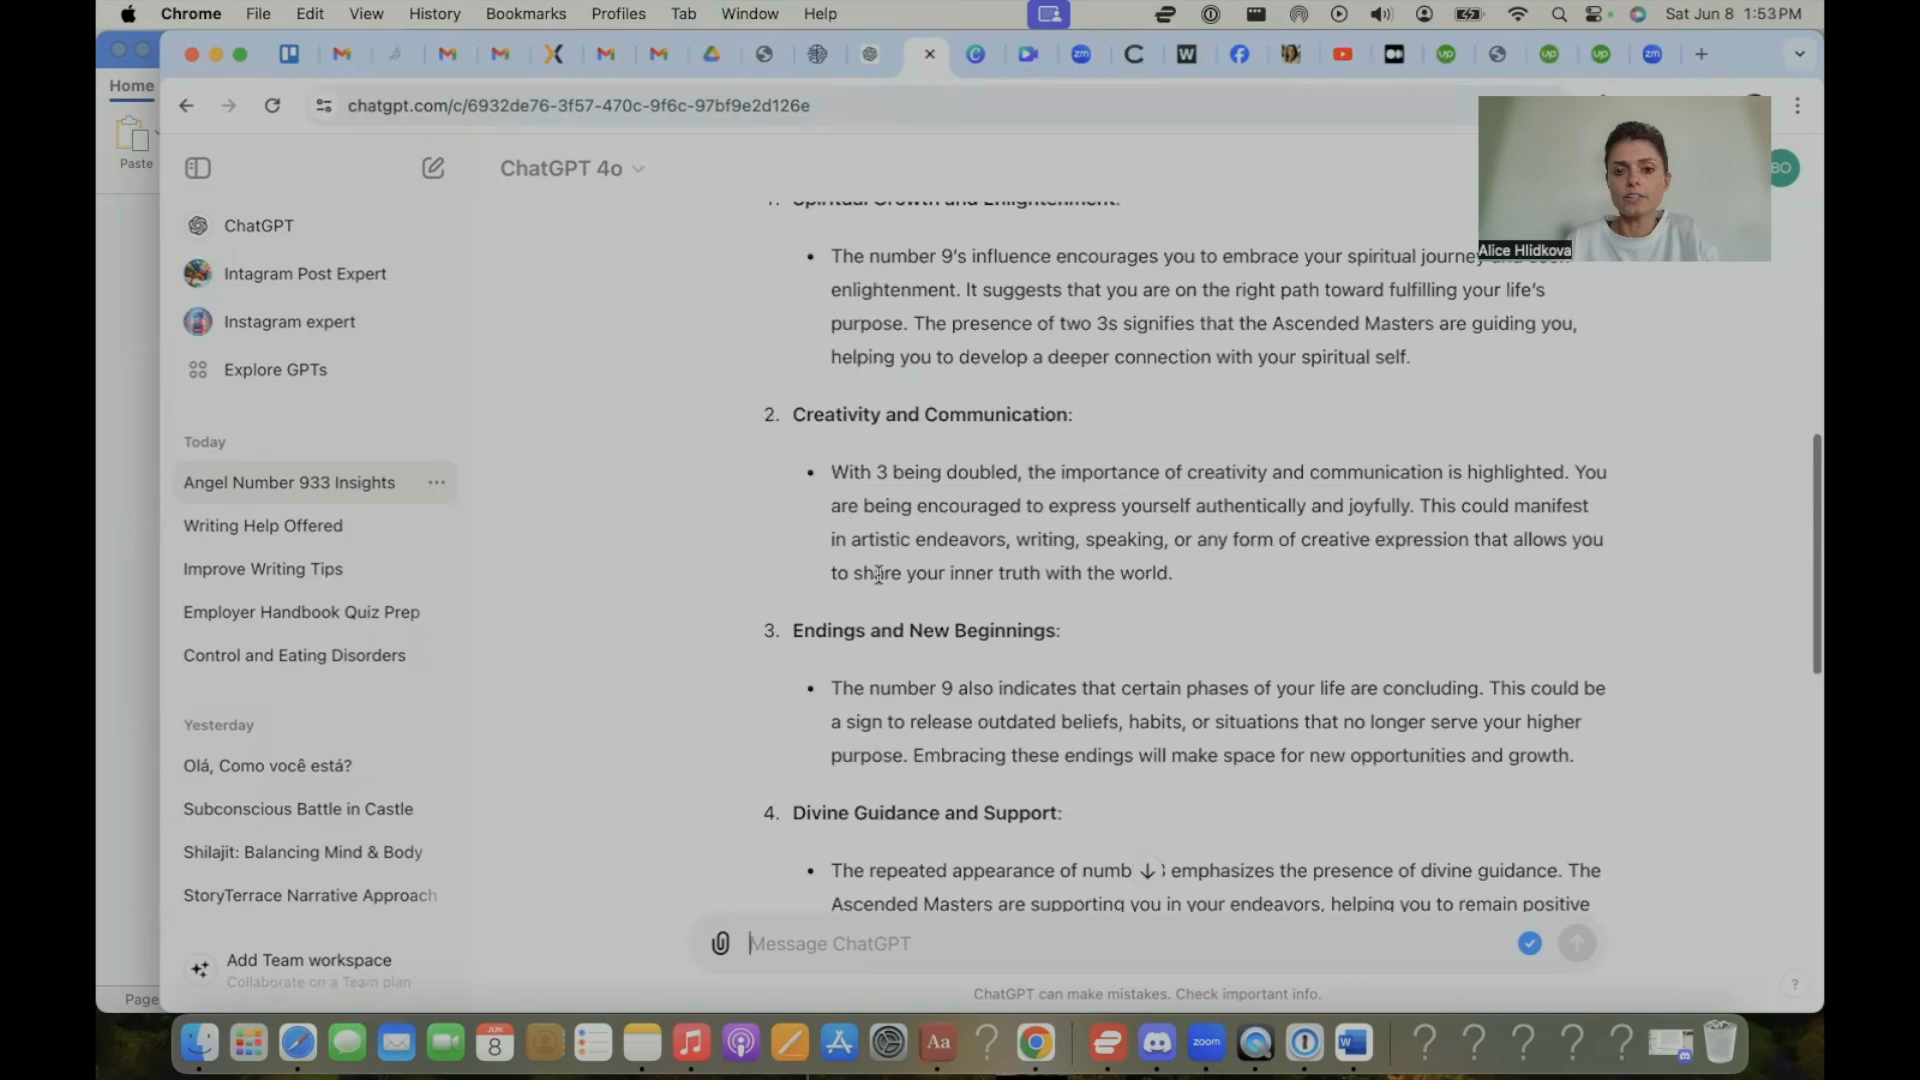 Chrome File Edit View History Bookmarks Profiles Tab Window Help Sat Jun 8 1:53 PM
Home
Paste
chatgpt.com/c/6932de76-3f57-470c-9f6c-97bf9e2d126e
ChatGPT 4o
BO
Alice Hlidkova
ChatGPT
Intagram Post Expert
Instagram expert
Explore GPTs
Today
Angel Number 933 Insights
Writing Help Offered
Improve Writing Tips
Employer Handbook Quiz Prep
Control and Eating Disorders
Yesterday
Olá, Como você está?
Subconscious Battle in Castle
Shilajit: Balancing Mind & Body
StoryTerrace Narrative Approach
Add Team workspace
Collaborate on a Team plan
1. Spiritual Growth and Enlightenment:
• The number 9's influence encourages you to embrace your spiritual journey
enlightenment. It suggests that you are on the right path toward fulfilling your life's
purpose. The presence of two 3s signifies that the Ascended Masters are guiding you,
helping you to develop a deeper connection with your spiritual self.
2. Creativity and Communication:
• With 3 being doubled, the importance of creativity and communication is highlighted. You
are being encouraged to express yourself authentically and joyfully. This could manifest
in artistic endeavors, writing, speaking, or any form of creative expression that allows you
to share your inner truth with the world.
3. Endings and New Beginnings:
• The number 9 also indicates that certain phases of your life are concluding. This could be
a sign to release outdated beliefs, habits, or situations that no longer serve your higher
purpose. Embracing these endings will make space for new opportunities and growth.
4. Divine Guidance and Support:
• The repeated appearance of numb emphasizes the presence of divine guidance. The
Ascended Masters are supporting you in your endeavors, helping you to remain positive
Message ChatGPT
ChatGPT can make mistakes. Check important info.
?
Page
JUN
8
Aa
zoom
W